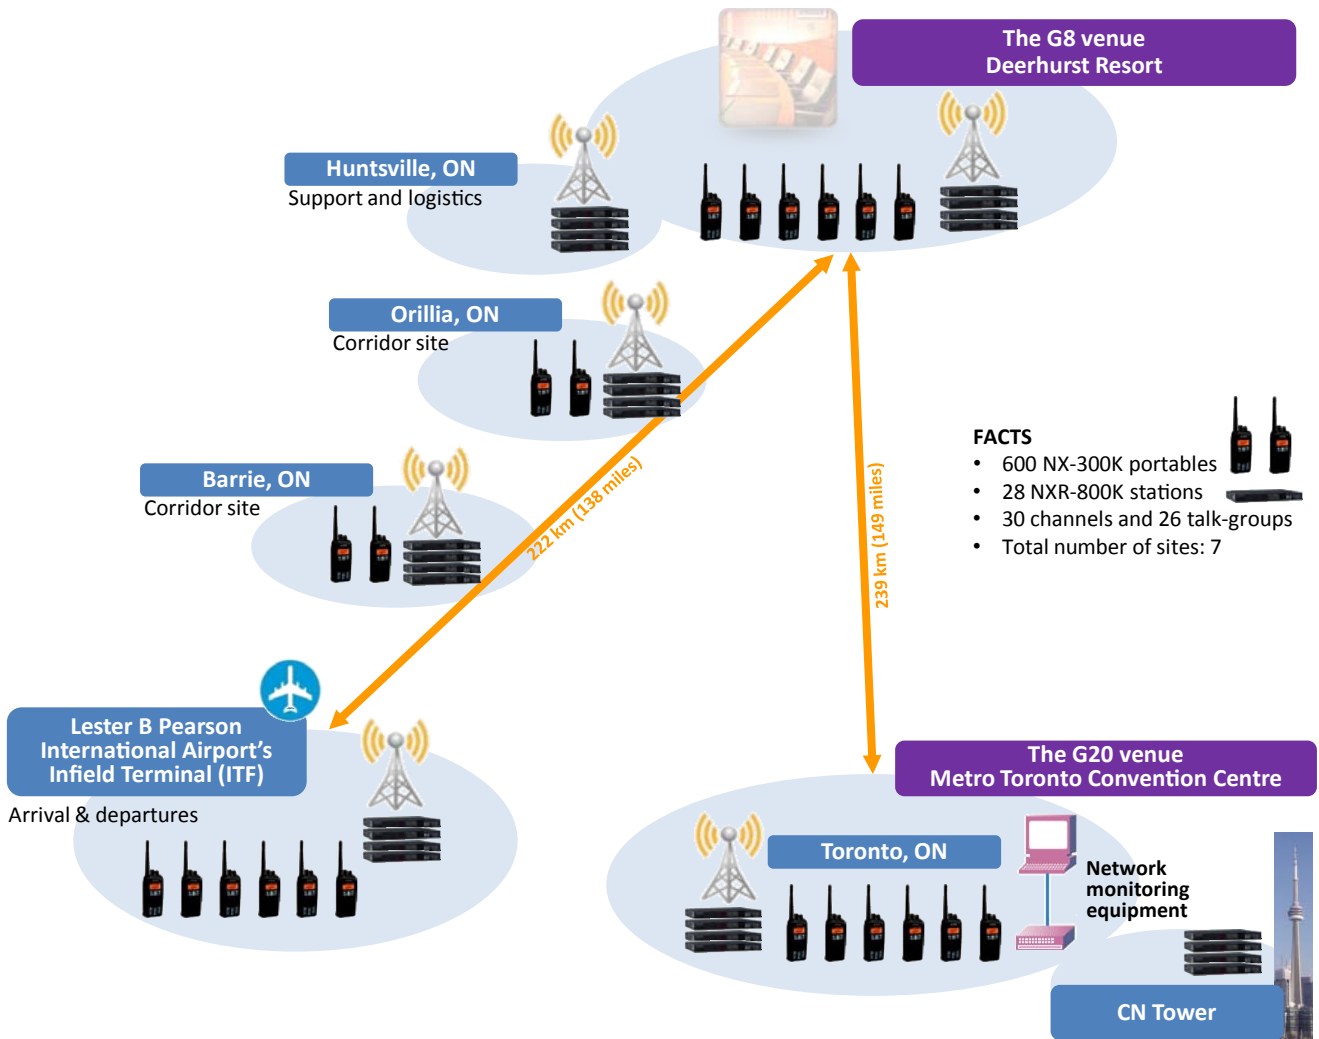 The G8 venue
Deerhurst Resort
Huntsville, ON
Support and logistics
Orillia, ON
Corridor site
Barrie, ON
Corridor site
222 km (138 miles)
239 km (149 miles)
FACTS
• 600 NX-300K portables
• 28 NXR-800K stations
• 30 channels and 26 talk-groups
• Total number of sites: 7
Lester B Pearson
International Airport's
Infield Terminal (ITF)
Arrival & departures
The G20 venue
Metro Toronto Convention Centre
Toronto, ON
Network
monitoring
equipment
CN Tower